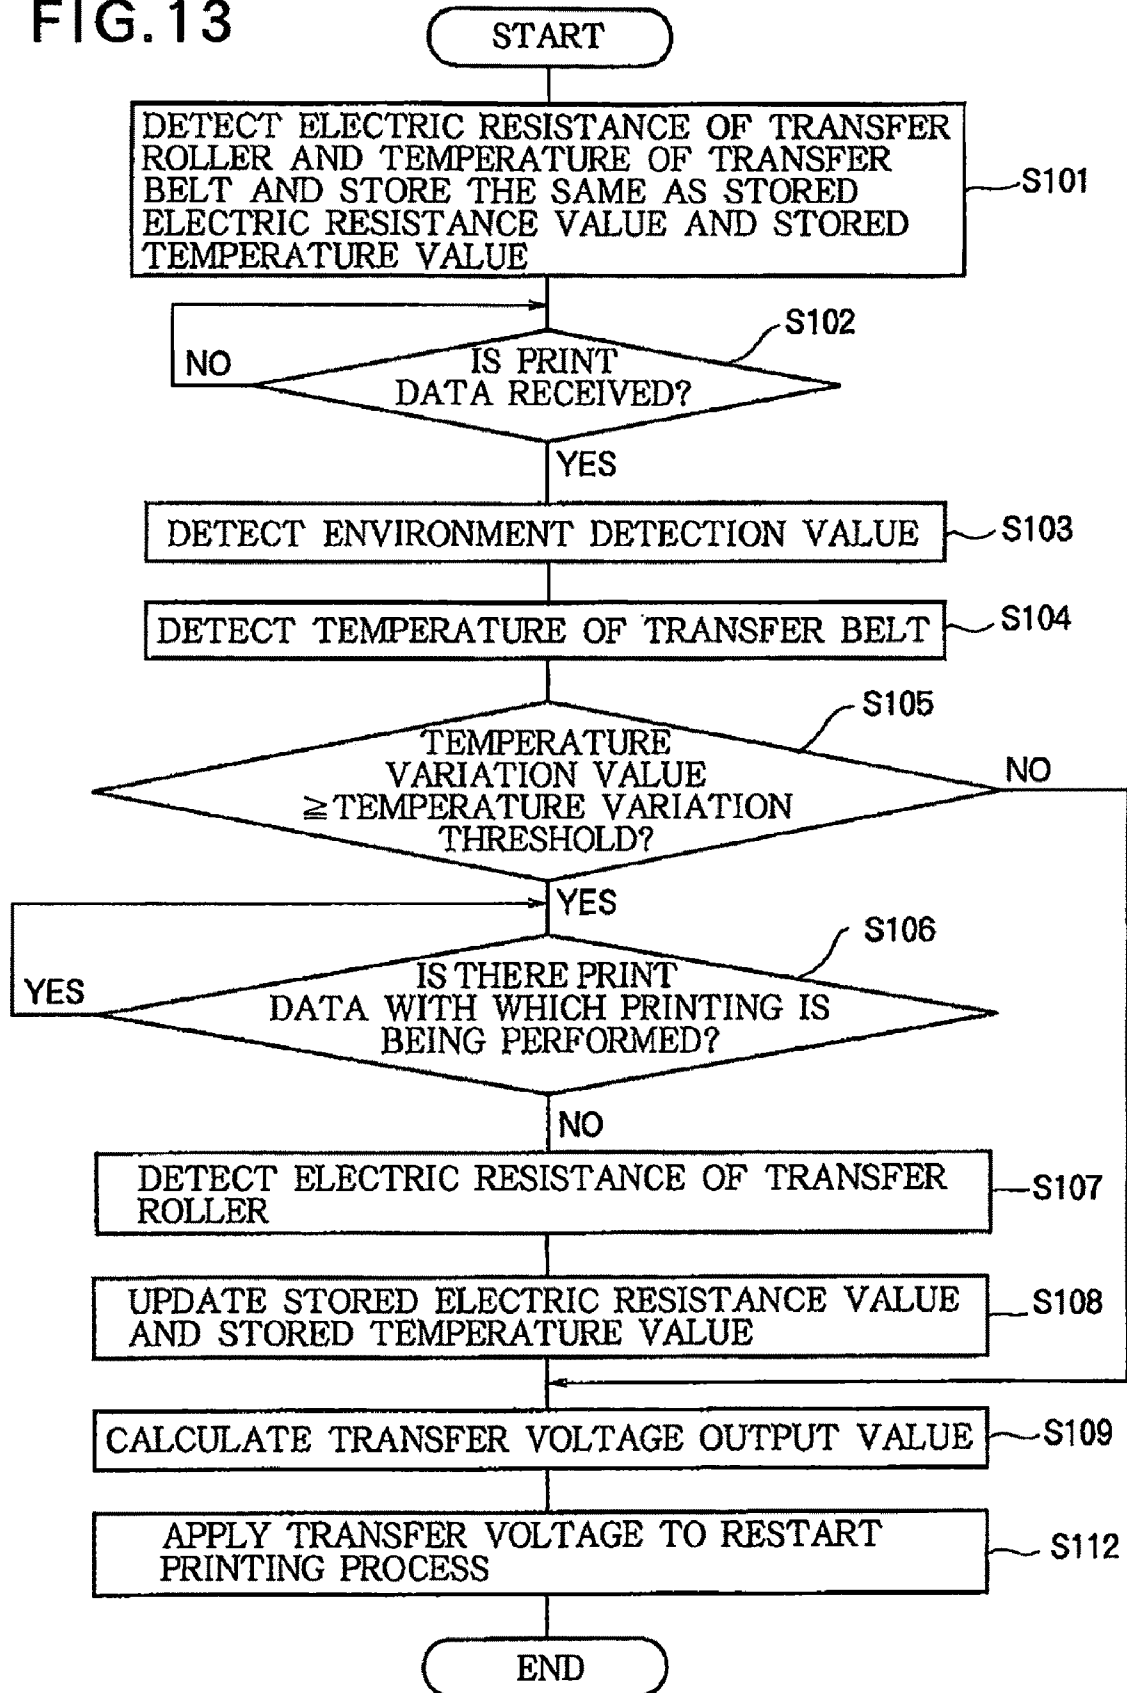 FIG.13
START
DETECT ELECTRIC RESISTANCE OF TRANSFER
ROLLER AND TEMPERATURE OF TRANSFER
BELT AND STORE THE SAME AS STORED
ELECTRIC RESISTANCE VALUE AND STORED
TEMPERATURE VALUE
S101
S102
NO
IS PRINT
DATA RECEIVED?
YES
DETECT ENVIRONMENT DETECTION VALUE
S103
DETECT TEMPERATURE OF TRANSFER BELT
S104
S105
TEMPERATURE
VARIATION VALUE
≧TEMPERATURE VARIATION
THRESHOLD?
NO
YES
S106
YES
IS THERE PRINT
DATA WITH WHICH PRINTING IS
BEING PERFORMED?
NO
DETECT ELECTRIC RESISTANCE OF TRANSFER
ROLLER
S107
UPDATE STORED ELECTRIC RESISTANCE VALUE
AND STORED TEMPERATURE VALUE
S108
CALCULATE TRANSFER VOLTAGE OUTPUT VALUE
S109
APPLY TRANSFER VOLTAGE TO RESTART
PRINTING PROCESS
S112
END